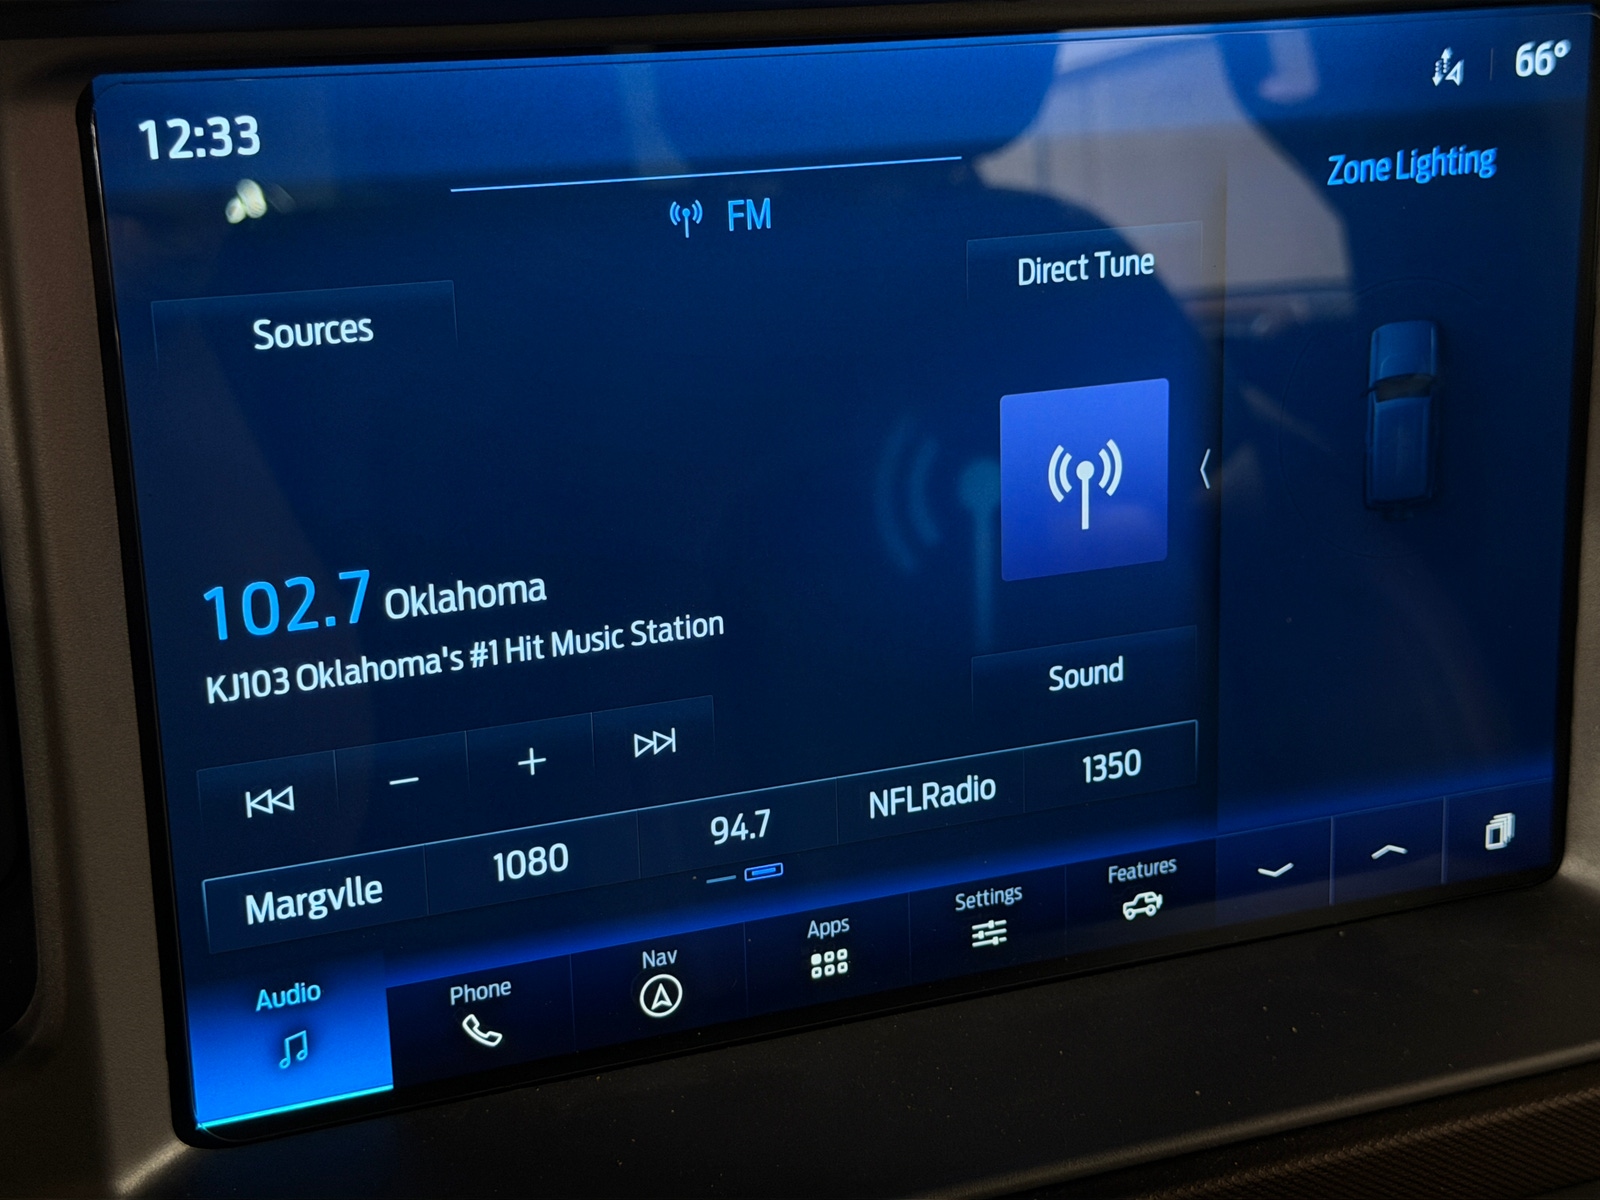 12:33
66°
Zone Lighting
FM
Direct Tune
Sources
102.7 Oklahoma
KJ103 Oklahoma's #1 Hit Music Station
Sound
Margvlle 1080 94.7 NFLRadio 1350
Audio Phone Nav Apps Settings Features